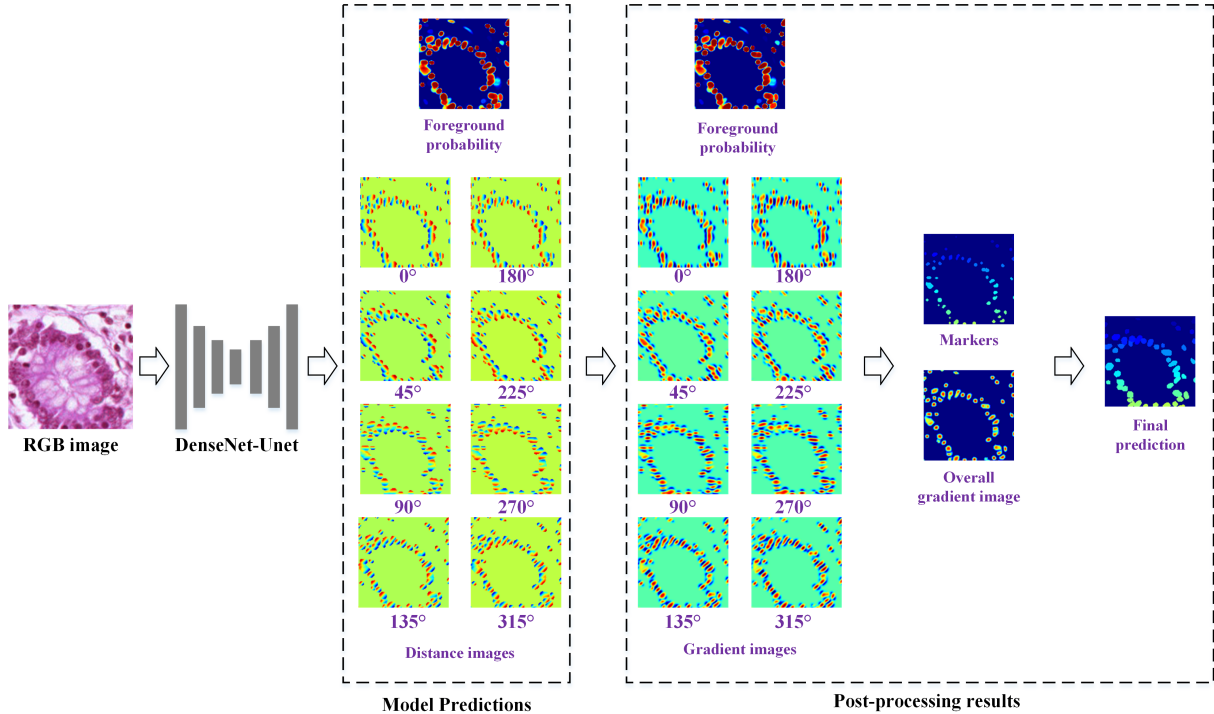 RGB image
DenseNet-Unet
Foreground
probability
0° 180°
45° 225°
90° 270°
135° 315°
Distance images
Model Predictions
Foreground
probability
0° 180°
45° 225°
90° 270°
135° 315°
Gradient images
Markers
Overall
gradient image
Final
prediction
Post-processing results